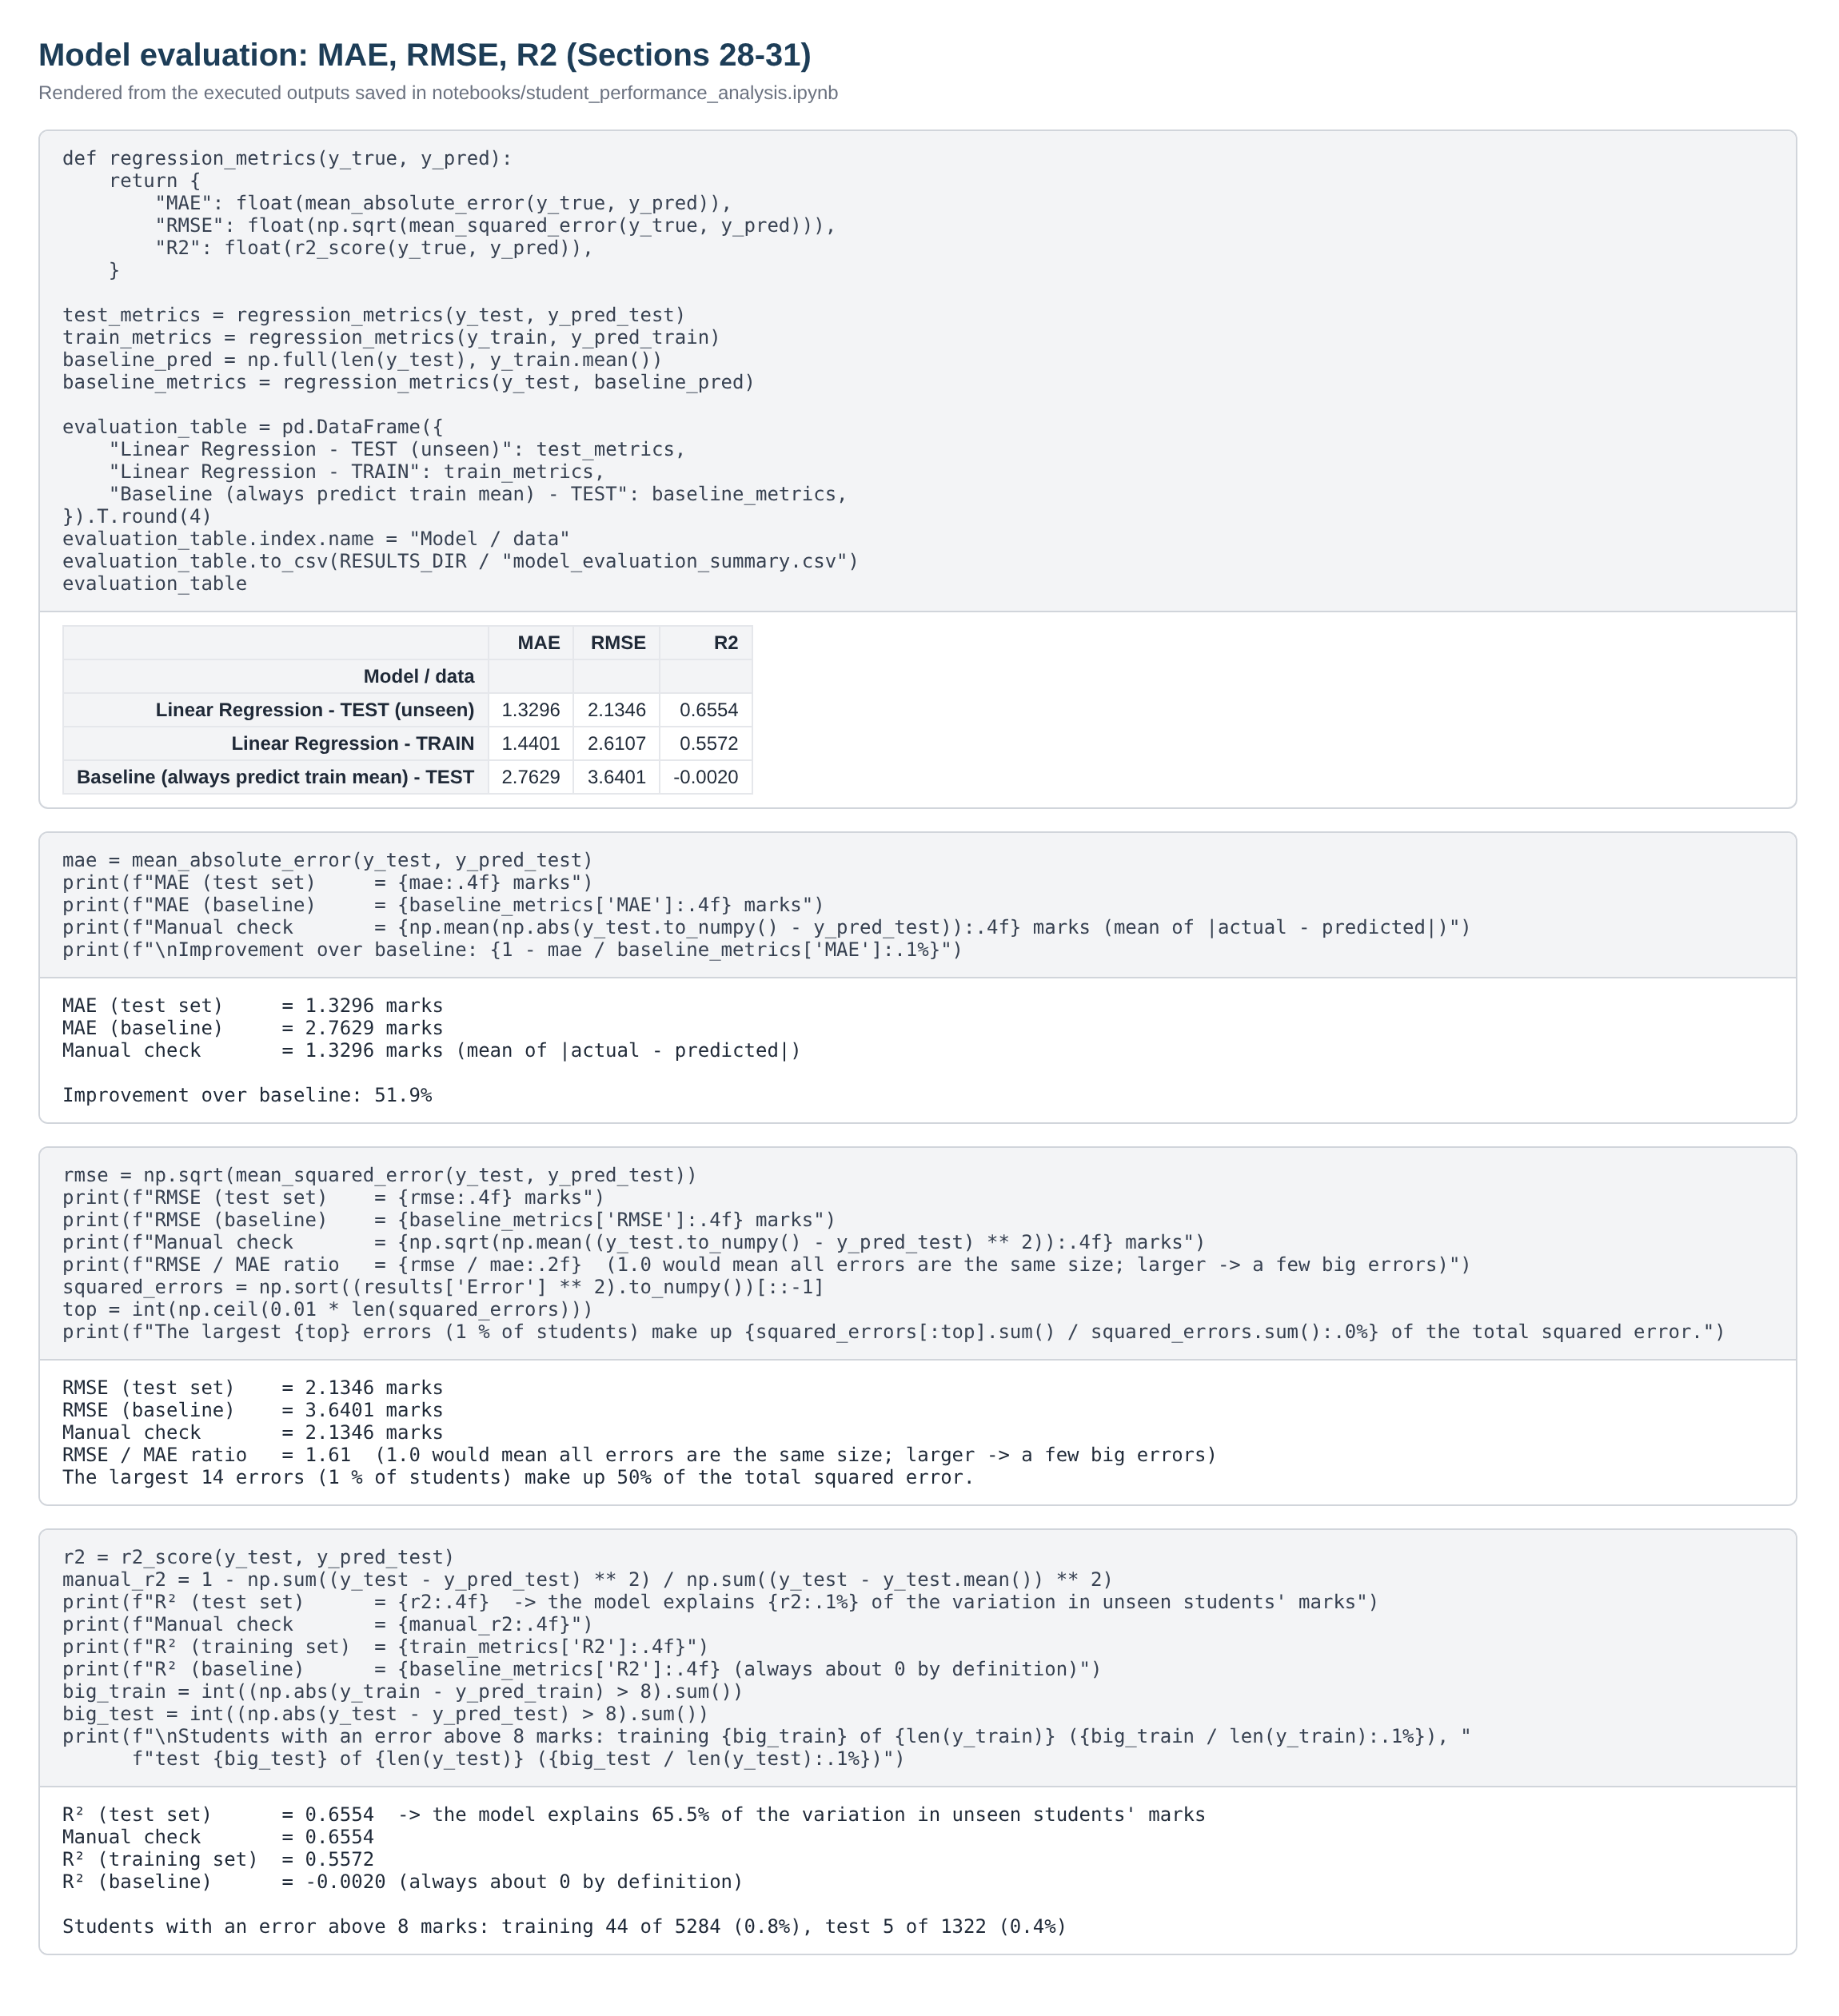 Model evaluation: MAE, RMSE, R2 (Sections 28-31)
Rendered from the executed outputs saved in notebooks/student_performance_analysis.ipynb
def regression_metrics(y_true, y_pred):
    return {
        "MAE": float(mean_absolute_error(y_true, y_pred)),
        "RMSE": float(np.sqrt(mean_squared_error(y_true, y_pred))),
        "R2": float(r2_score(y_true, y_pred)),
    }

test_metrics = regression_metrics(y_test, y_pred_test)
train_metrics = regression_metrics(y_train, y_pred_train)
baseline_pred = np.full(len(y_test), y_train.mean())
baseline_metrics = regression_metrics(y_test, baseline_pred)

evaluation_table = pd.DataFrame({
    "Linear Regression - TEST (unseen)": test_metrics,
    "Linear Regression - TRAIN": train_metrics,
    "Baseline (always predict train mean) - TEST": baseline_metrics,
}).T.round(4)
evaluation_table.index.name = "Model / data"
evaluation_table.to_csv(RESULTS_DIR / "model_evaluation_summary.csv")
evaluation_table
MAE RMSE R2
Model / data
Linear Regression - TEST (unseen) 1.3296 2.1346 0.6554
Linear Regression - TRAIN 1.4401 2.6107 0.5572
Baseline (always predict train mean) - TEST 2.7629 3.6401 -0.0020
mae = mean_absolute_error(y_test, y_pred_test)
print(f"MAE (test set)     = {mae:.4f} marks")
print(f"MAE (baseline)     = {baseline_metrics['MAE']:.4f} marks")
print(f"Manual check       = {np.mean(np.abs(y_test.to_numpy() - y_pred_test)):.4f} marks (mean of |actual - predicted|)")
print(f"\nImprovement over baseline: {1 - mae / baseline_metrics['MAE']:.1%}")
MAE (test set)     = 1.3296 marks
MAE (baseline)     = 2.7629 marks
Manual check       = 1.3296 marks (mean of |actual - predicted|)

Improvement over baseline: 51.9%
rmse = np.sqrt(mean_squared_error(y_test, y_pred_test))
print(f"RMSE (test set)    = {rmse:.4f} marks")
print(f"RMSE (baseline)    = {baseline_metrics['RMSE']:.4f} marks")
print(f"Manual check       = {np.sqrt(np.mean((y_test.to_numpy() - y_pred_test) ** 2)):.4f} marks")
print(f"RMSE / MAE ratio   = {rmse / mae:.2f}  (1.0 would mean all errors are the same size; larger -> a few big errors)")
squared_errors = np.sort((results['Error'] ** 2).to_numpy())[::-1]
top = int(np.ceil(0.01 * len(squared_errors)))
print(f"The largest {top} errors (1 % of students) make up {squared_errors[:top].sum() / squared_errors.sum():.0%} of the total squared error.")
RMSE (test set)    = 2.1346 marks
RMSE (baseline)    = 3.6401 marks
Manual check       = 2.1346 marks
RMSE / MAE ratio   = 1.61  (1.0 would mean all errors are the same size; larger -> a few big errors)
The largest 14 errors (1 % of students) make up 50% of the total squared error.
r2 = r2_score(y_test, y_pred_test)
manual_r2 = 1 - np.sum((y_test - y_pred_test) ** 2) / np.sum((y_test - y_test.mean()) ** 2)
print(f"R² (test set)      = {r2:.4f}  -> the model explains {r2:.1%} of the variation in unseen students' marks")
print(f"Manual check       = {manual_r2:.4f}")
print(f"R² (training set)  = {train_metrics['R2']:.4f}")
print(f"R² (baseline)      = {baseline_metrics['R2']:.4f} (always about 0 by definition)")
big_train = int((np.abs(y_train - y_pred_train) > 8).sum())
big_test = int((np.abs(y_test - y_pred_test) > 8).sum())
print(f"\nStudents with an error above 8 marks: training {big_train} of {len(y_train)} ({big_train / len(y_train):.1%}), "
      f"test {big_test} of {len(y_test)} ({big_test / len(y_test):.1%})")
R² (test set)      = 0.6554  -> the model explains 65.5% of the variation in unseen students' marks
Manual check       = 0.6554
R² (training set)  = 0.5572
R² (baseline)      = -0.0020 (always about 0 by definition)

Students with an error above 8 marks: training 44 of 5284 (0.8%), test 5 of 1322 (0.4%)